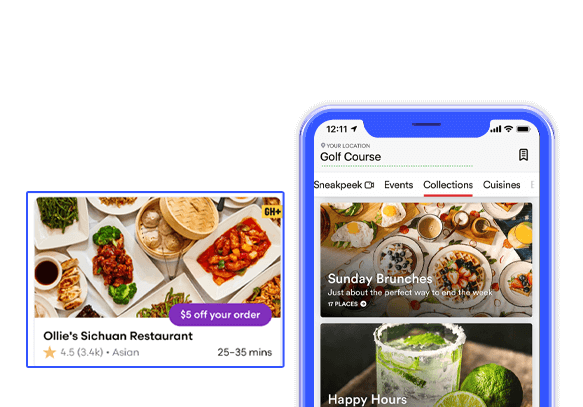 GH+
$5 off your order
Ollie's Sichuan Restaurant
4.5 (3.4k) • Asian
25–35 mins
12:11
YOUR LOCATION
Golf Course
Sneakpeek Events Collections Cuisines
Sunday Brunches
Just about the perfect way to end the week
17 PLACES
Happy Hours